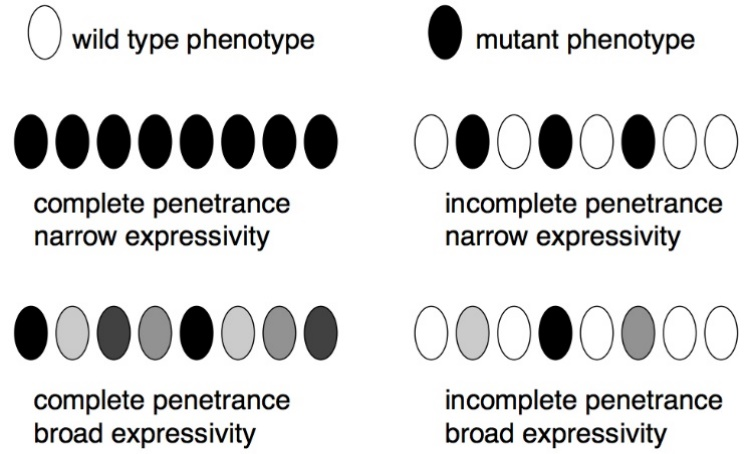 wild type phenotype
mutant phenotype
complete penetrance
narrow expressivity
incomplete penetrance
narrow expressivity
complete penetrance
broad expressivity
incomplete penetrance
broad expressivity